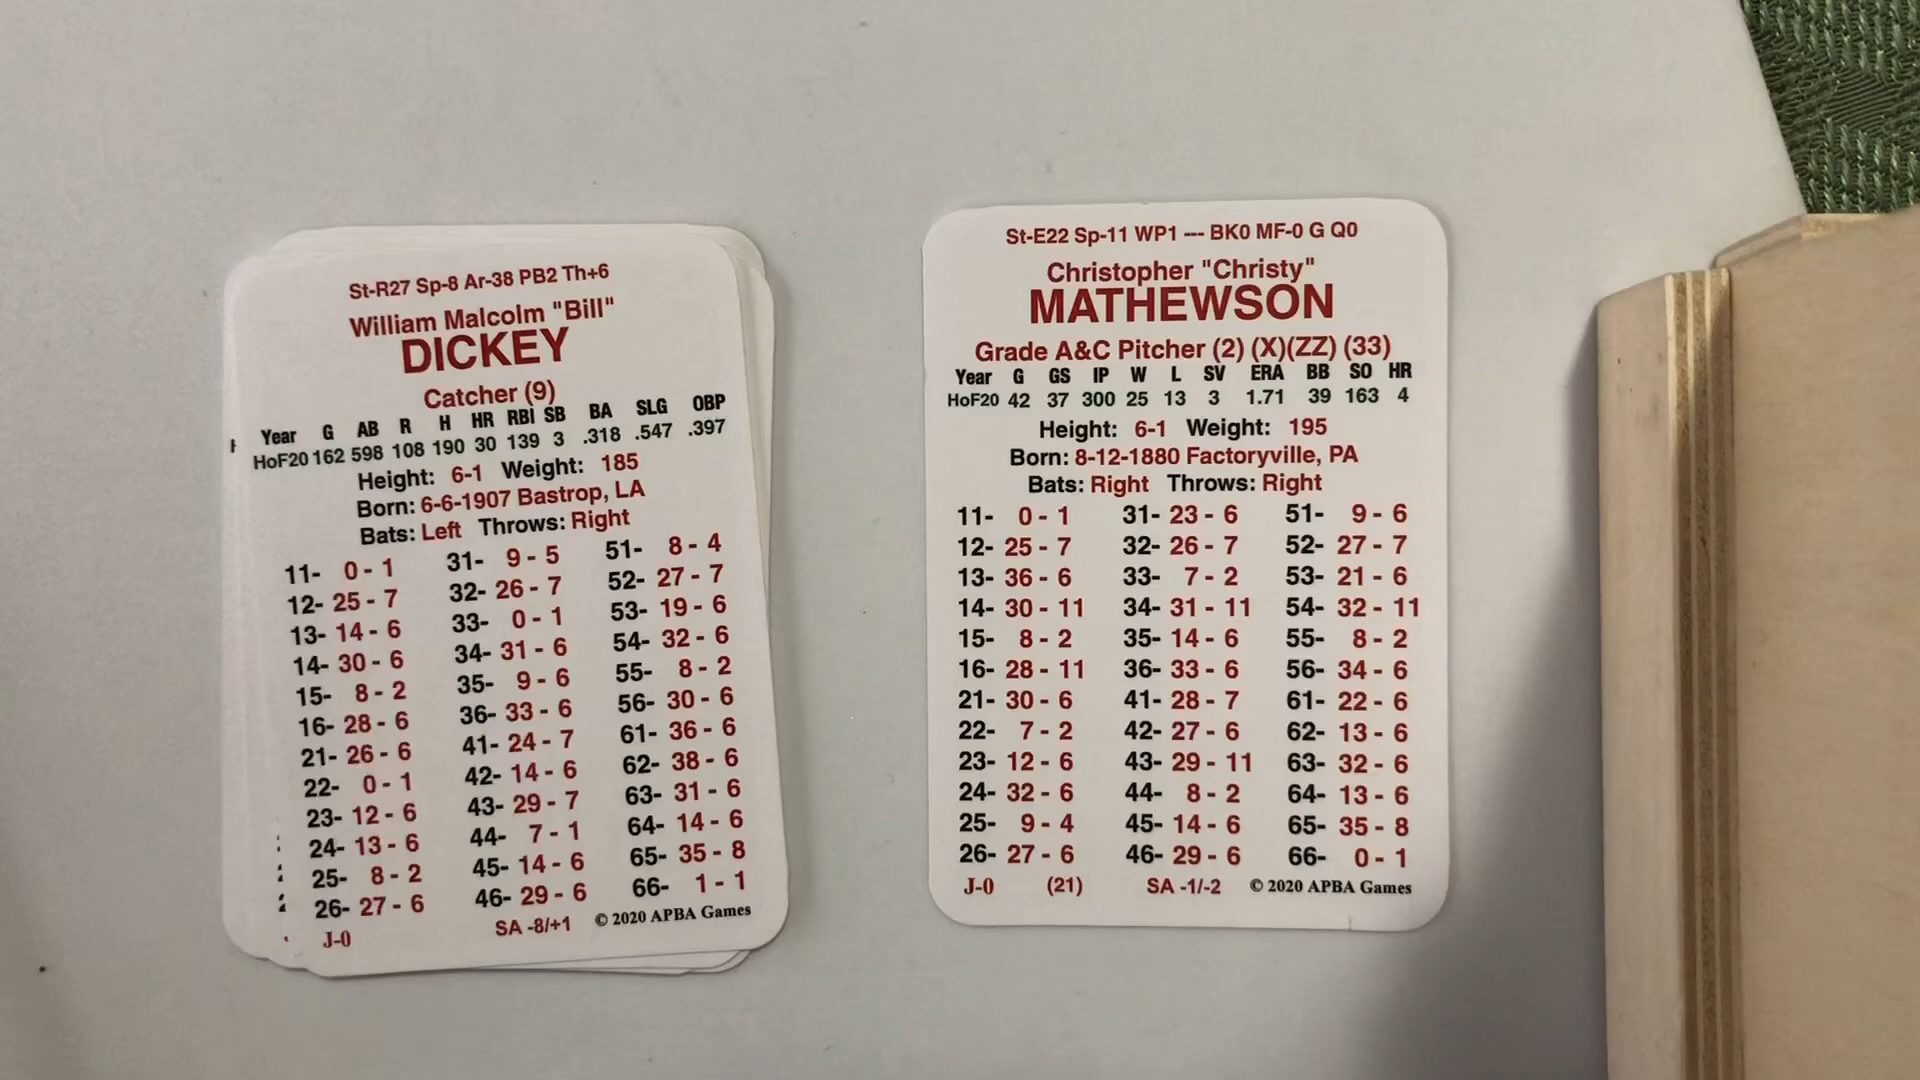 St-R27 Sp-8 Ar-38 PB2 Th+6
William Malcolm "Bill"
DICKEY
Catcher (9)
Year G AB R H HR RBI SB BA SLG OBP
HoF20 162 598 108 190 30 139 3 .318 .547 .397
Height: 6-1 Weight: 185
Born: 6-6-1907 Bastrop, LA
Bats: Left Throws: Right
11- 0 - 1 31- 9 - 5 51- 8 - 4
12- 25 - 7 32- 26 - 7 52- 27 - 7
13- 14 - 6 33- 0 - 1 53- 19 - 6
14- 30 - 6 34- 31 - 6 54- 32 - 6
15- 8 - 2 35- 9 - 6 55- 8 - 2
16- 28 - 6 36- 33 - 6 56- 30 - 6
21- 26 - 6 41- 24 - 7 61- 36 - 6
22- 0 - 1 42- 14 - 6 62- 38 - 6
23- 12 - 6 43- 29 - 7 63- 31 - 6
24- 13 - 6 44- 7 - 1 64- 14 - 6
25- 8 - 2 45- 14 - 6 65- 35 - 8
26- 27 - 6 46- 29 - 6 66- 1 - 1
J-0 SA -8/+1 © 2020 APBA Games
St-E22 Sp-11 WP1 --- BK0 MF-0 G Q0
Christopher "Christy"
MATHEWSON
Grade A&C Pitcher (2) (X)(ZZ) (33)
Year G GS IP W L SV ERA BB SO HR
HoF20 42 37 300 25 13 3 1.71 39 163 4
Height: 6-1 Weight: 195
Born: 8-12-1880 Factoryville, PA
Bats: Right Throws: Right
11- 0 - 1 31- 23 - 6 51- 9 - 6
12- 25 - 7 32- 26 - 7 52- 27 - 7
13- 36 - 6 33- 7 - 2 53- 21 - 6
14- 30 - 11 34- 31 - 11 54- 32 - 11
15- 8 - 2 35- 14 - 6 55- 8 - 2
16- 28 - 11 36- 33 - 6 56- 34 - 6
21- 30 - 6 41- 28 - 7 61- 22 - 6
22- 7 - 2 42- 27 - 6 62- 13 - 6
23- 12 - 6 43- 29 - 11 63- 32 - 6
24- 32 - 6 44- 8 - 2 64- 13 - 6
25- 9 - 4 45- 14 - 6 65- 35 - 8
26- 27 - 6 46- 29 - 6 66- 0 - 1
J-0 (21) SA -1/-2 © 2020 APBA Games